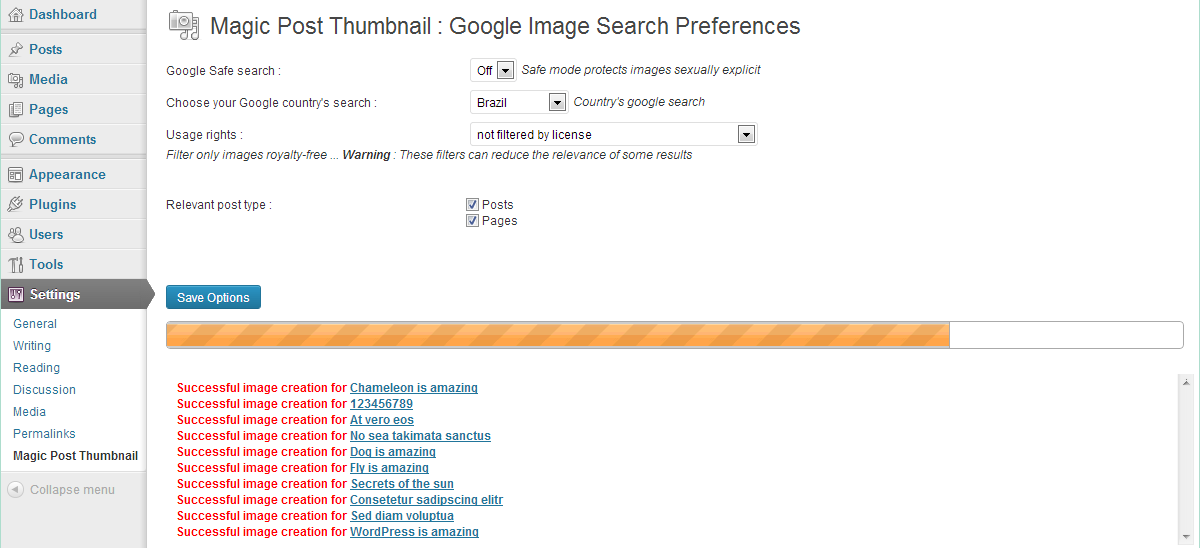 Dashboard
Posts
Media
Pages
Comments
Appearance
Plugins
Users
Tools
Settings
General
Writing
Reading
Discussion
Media
Permalinks
Magic Post Thumbnail
Collapse menu
Magic Post Thumbnail : Google Image Search Preferences
Google Safe search : Off Safe mode protects images sexually explicit
Choose your Google country's search : Brazil Country's google search
Usage rights : not filtered by license
Filter only images royalty-free ... Warning : These filters can reduce the relevance of some results
Relevant post type : Posts
Pages
Save Options
Successful image creation for Chameleon is amazing
Successful image creation for 123456789
Successful image creation for At vero eos
Successful image creation for No sea takimata sanctus
Successful image creation for Dog is amazing
Successful image creation for Fly is amazing
Successful image creation for Secrets of the sun
Successful image creation for Consetetur sadipscing elitr
Successful image creation for Sed diam voluptua
Successful image creation for WordPress is amazing